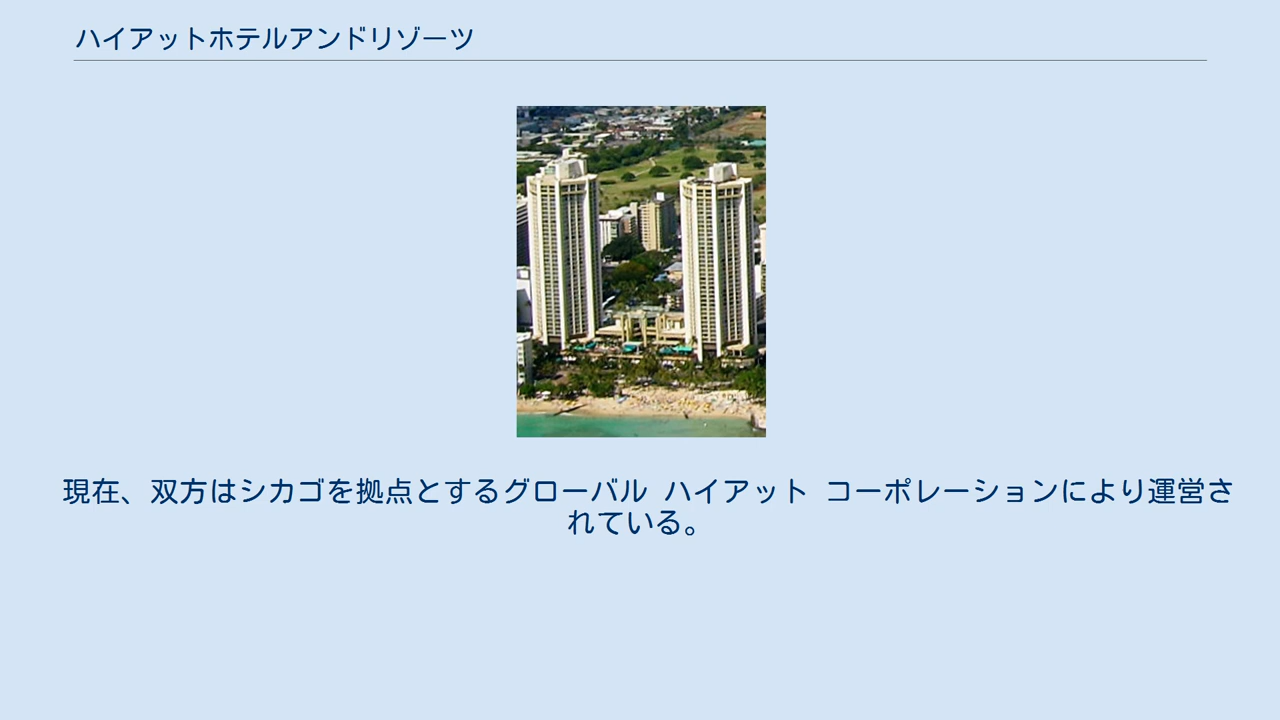 ハイアットホテルアンドリゾーツ
現在、双方はシカゴを拠点とするグローバル ハイアット コーポレーションにより運営さ
れている。